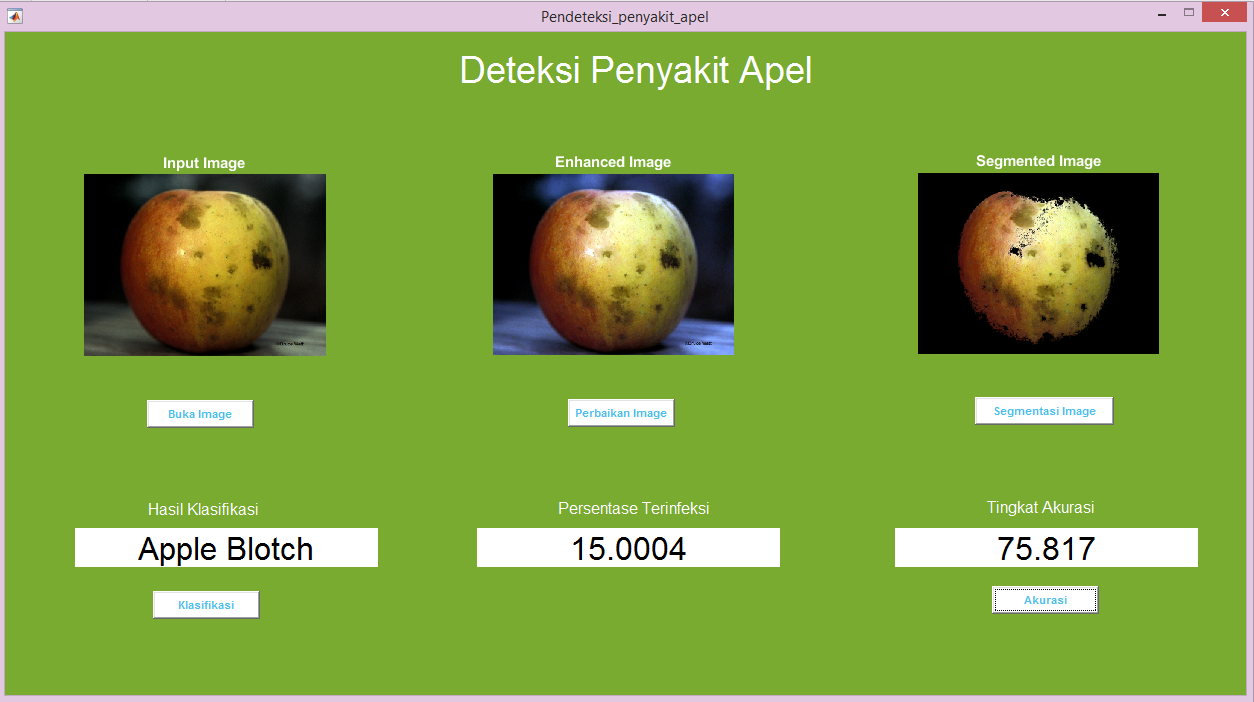 Pendeteksi_penyakit_apel
Deteksi Penyakit Apel
Input Image
Enhanced Image
Segmented Image
Buka Image
Perbaikan Image
Segmentasi Image
Hasil Klasifikasi
Persentase Terinfeksi
Tingkat Akurasi
Apple Blotch
15.0004
75.817
Klasifikasi
Akurasi